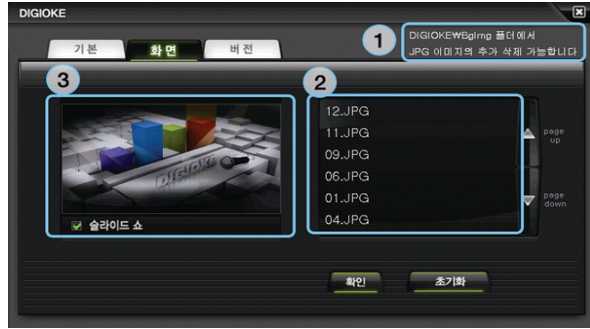 DIGIOKE
DIGIOKE₩BgImg 폴더에서
JPG 이미지의 추가 삭제 가능합니다
1
기본
화면
버전
3
2
DIGIOKE
슬라이드 쇼
12.JPG
11.JPG
09.JPG
06.JPG
01.JPG
04.JPG
page
up
page
down
확인
초기화